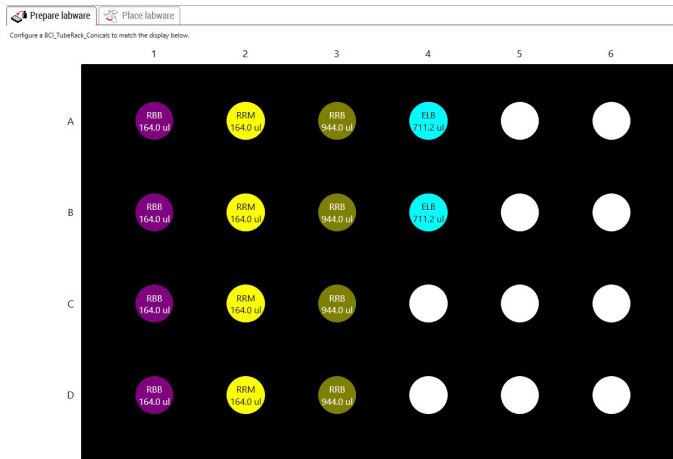 Prepare labware Place labware
Configure a BCI_TubeRack_Conicals to match the display below.
1 2 3 4 5 6
A RBB RRM RRB ELB
164.0 ul 164.0 ul 944.0 ul 711.2 ul
B RBB RRM RRB ELB
164.0 ul 164.0 ul 944.0 ul 711.2 ul
C RBB RRM RRB
164.0 ul 164.0 ul 944.0 ul
D RBB RRM RRB
164.0 ul 164.0 ul 944.0 ul